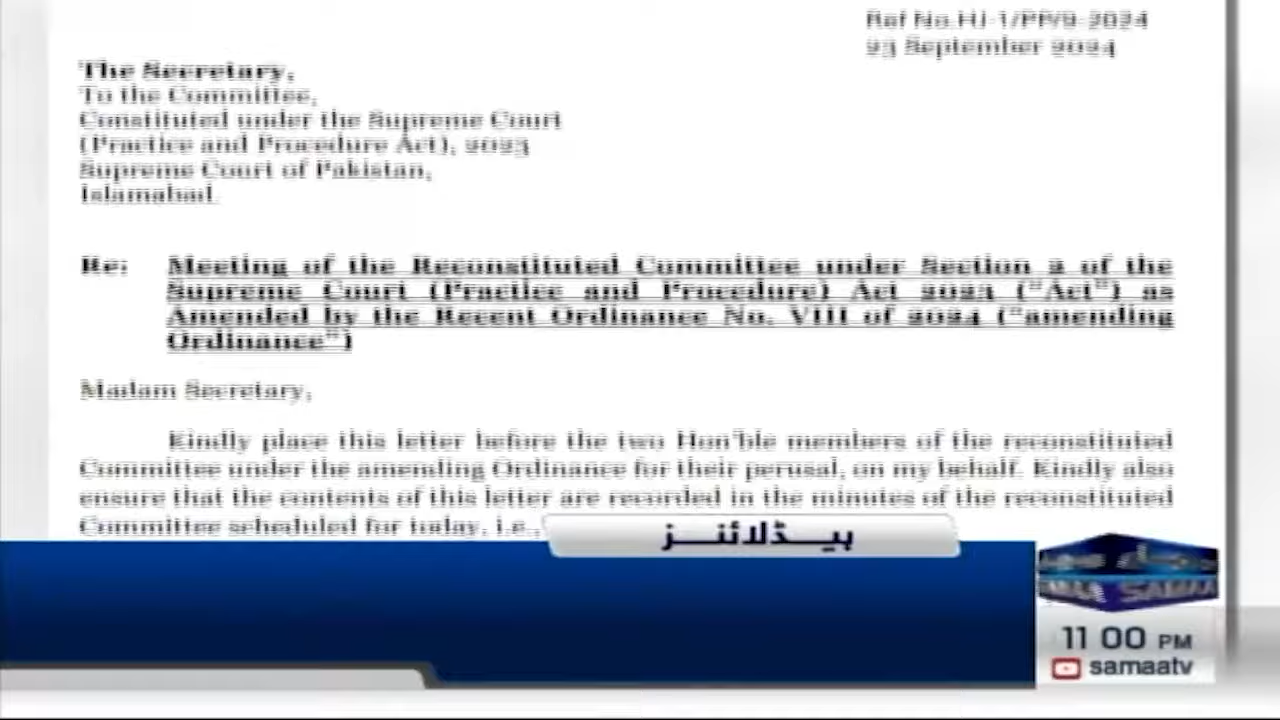 Ref No.HJ-1/PP/9-2024
23 September 2024
The Secretary,
To the Committee,
Constituted under the Supreme Court
(Practice and Procedure Act), 2023
Supreme Court of Pakistan,
Islamabad.
Re: Meeting of the Reconstituted Committee under Section 2 of the
Supreme Court (Practice and Procedure) Act 2023 ("Act") as
Amended by the Recent Ordinance No. VIII of 2024 ("amending
Ordinance")
Madam Secretary,
Kindly place this letter before the two Hon'ble members of the reconstituted
Committee under the amending Ordinance for their perusal, on my behalf. Kindly also
ensure that the contents of this letter are recorded in the minutes of the reconstituted
Committee scheduled for today, i.e.,
ہیڈلائنز
SAMAA
11 00 PM
samaatv